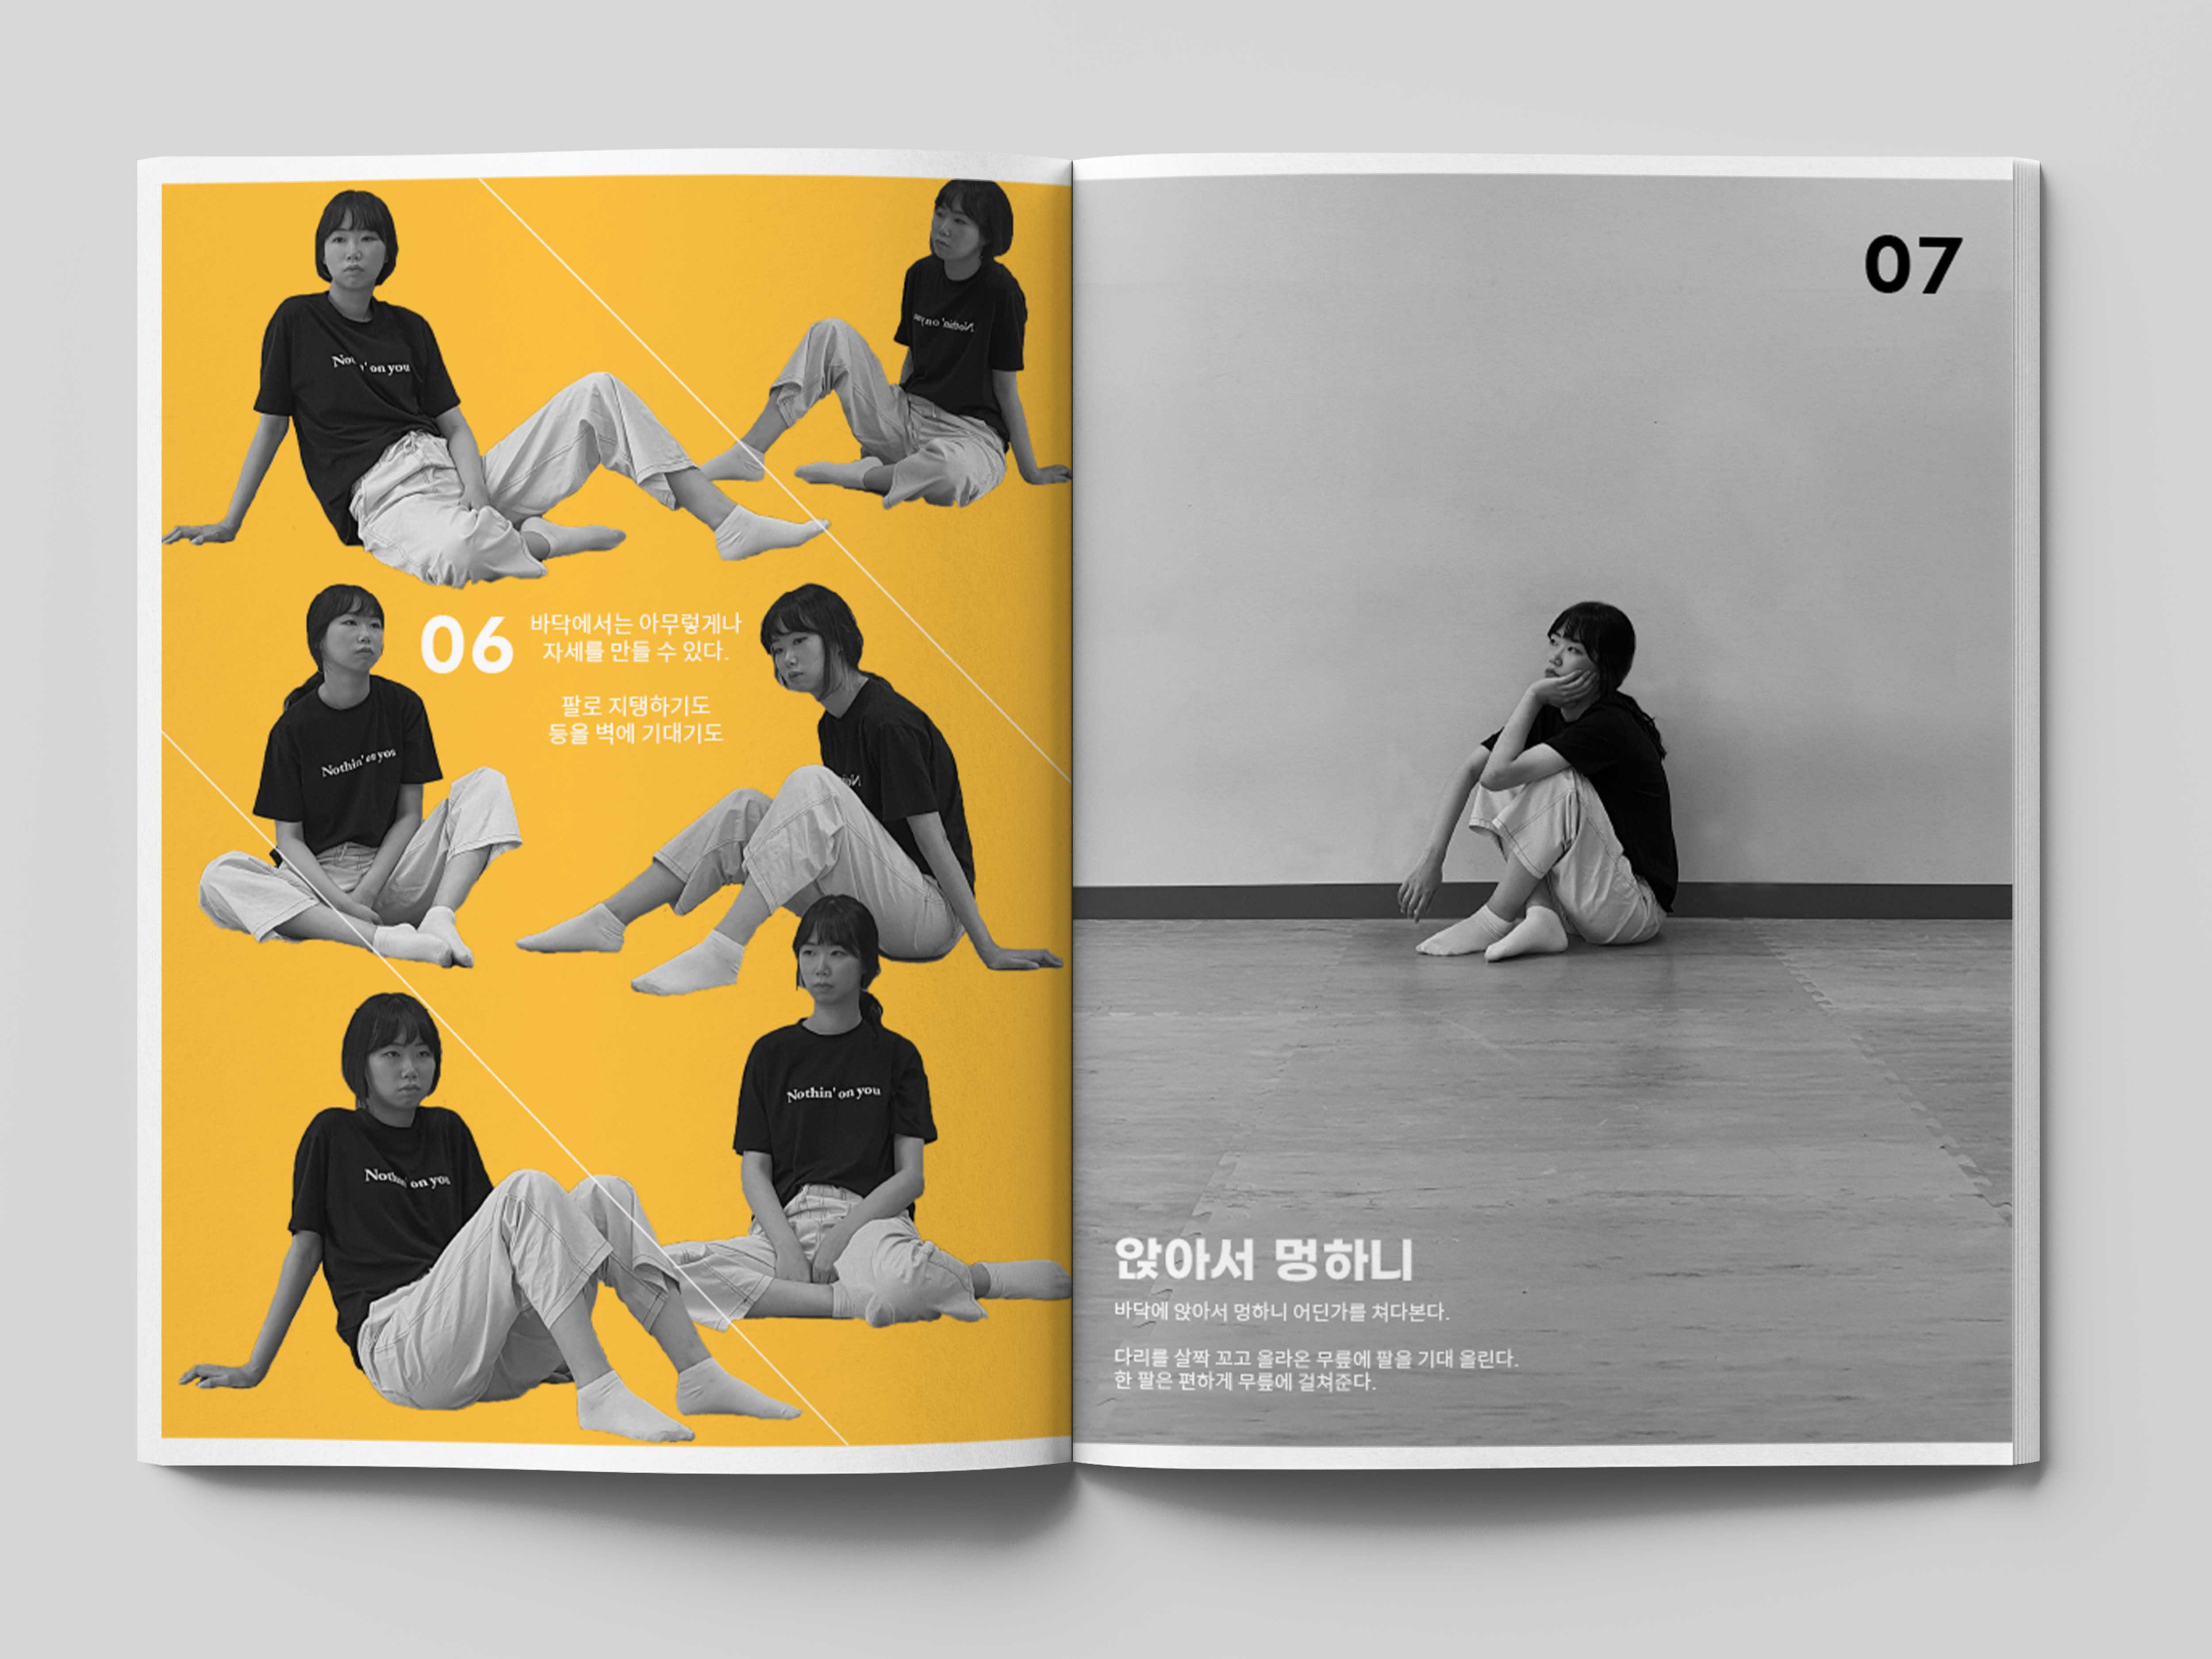 Nothin' on you
06
바닥에서는 아무렇게나
자세를 만들 수 있다.
팔로 지탱하기도
등을 벽에 기대기도
Nothin' on you
Nothin' on you
07
앉아서 멍하니
바닥에 앉아서 멍하니 어딘가를 쳐다본다.
다리를 살짝 꼬고 올라온 무릎에 팔을 기대 올린다.
한 팔은 편하게 무릎에 걸쳐준다.